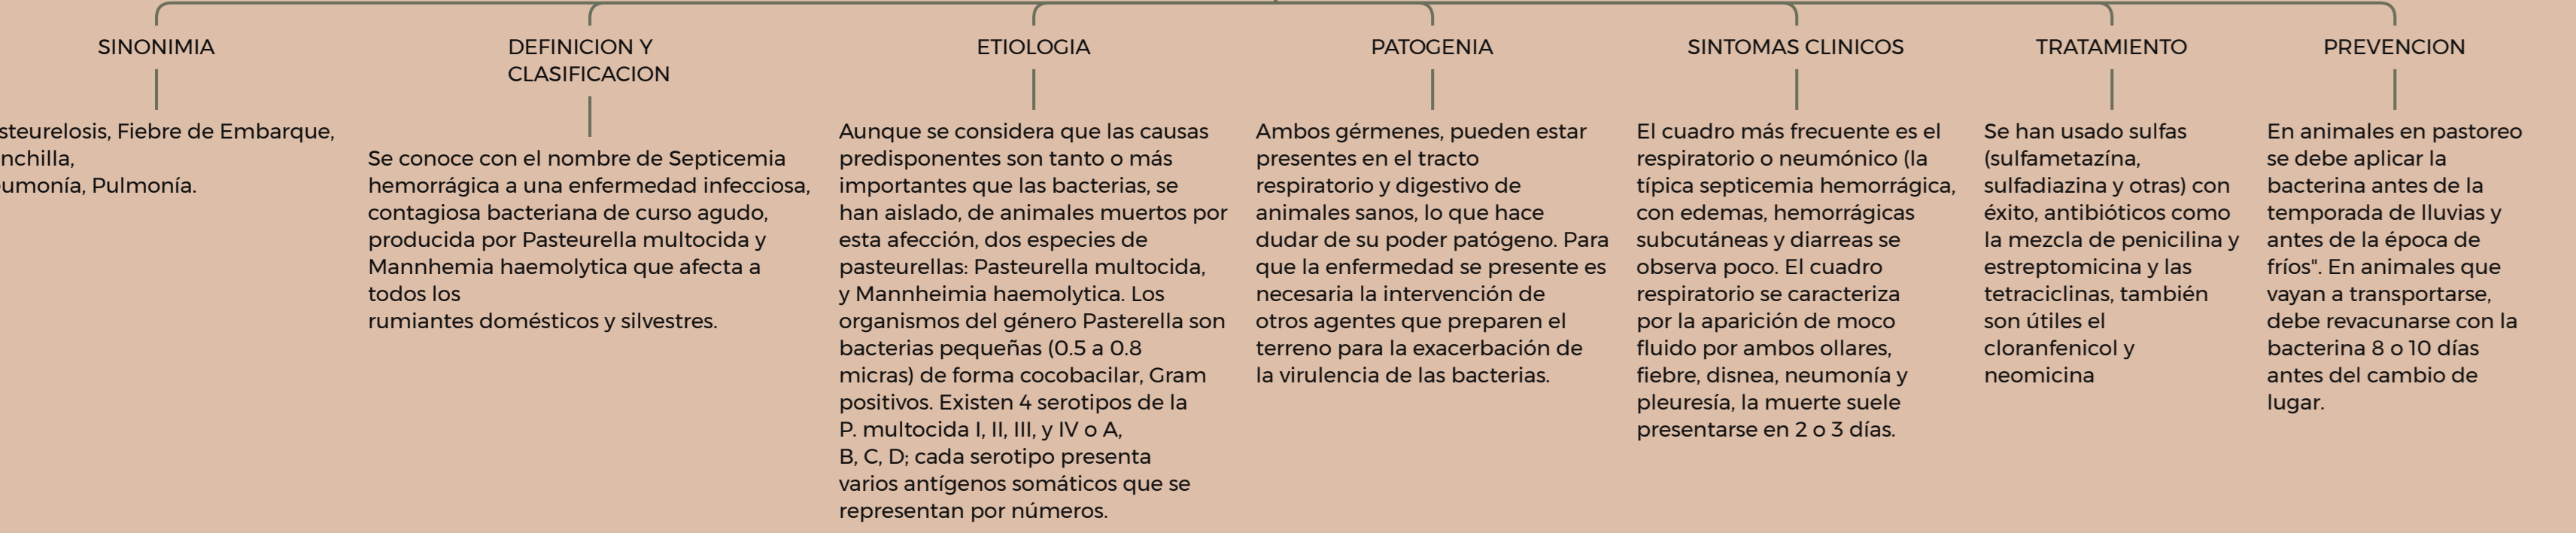 SINONIMIA
steurelosis, Fiebre de Embarque,
nchilla,
umonía, Pulmonía.
DEFINICION Y
CLASIFICACION
Se conoce con el nombre de Septicemia
hemorrágica a una enfermedad infecciosa,
contagiosa bacteriana de curso agudo,
producida por Pasteurella multocida y
Mannhemia haemolytica que afecta a
todos los
rumiantes domésticos y silvestres.
ETIOLOGIA
Aunque se considera que las causas
predisponentes son tanto o más
importantes que las bacterias, se
han aislado, de animales muertos por
esta afección, dos especies de
pasteurellas: Pasteurella multocida,
y Mannheimia haemolytica. Los
organismos del género Pasterella son
bacterias pequeñas (0.5 a 0.8
micras) de forma cocobacilar, Gram
positivos. Existen 4 serotipos de la
P. multocida I, II, III, y IV o A,
B, C, D; cada serotipo presenta
varios antígenos somáticos que se
representan por números.
PATOGENIA
Ambos gérmenes, pueden estar
presentes en el tracto
respiratorio y digestivo de
animales sanos, lo que hace
dudar de su poder patógeno. Para
que la enfermedad se presente es
necesaria la intervención de
otros agentes que preparen el
terreno para la exacerbación de
la virulencia de las bacterias.
SINTOMAS CLINICOS
El cuadro más frecuente es el
respiratorio o neumónico (la
típica septicemia hemorrágica,
con edemas, hemorrágicas
subcutáneas y diarreas se
observa poco. El cuadro
respiratorio se caracteriza
por la aparición de moco
fluido por ambos ollares,
fiebre, disnea, neumonía y
pleuresía, la muerte suele
presentarse en 2 o 3 días.
TRATAMIENTO
Se han usado sulfas
(sulfametazína,
sulfadiazina y otras) con
éxito, antibióticos como
la mezcla de penicilina y
estreptomicina y las
tetraciclinas, también
son útiles el
cloranfenicol y
neomicina
PREVENCION
En animales en pastoreo
se debe aplicar la
bacterina antes de la
temporada de lluvias y
antes de la época de
fríos". En animales que
vayan a transportarse,
debe revacunarse con la
bacterina 8 o 10 días
antes del cambio de
lugar.